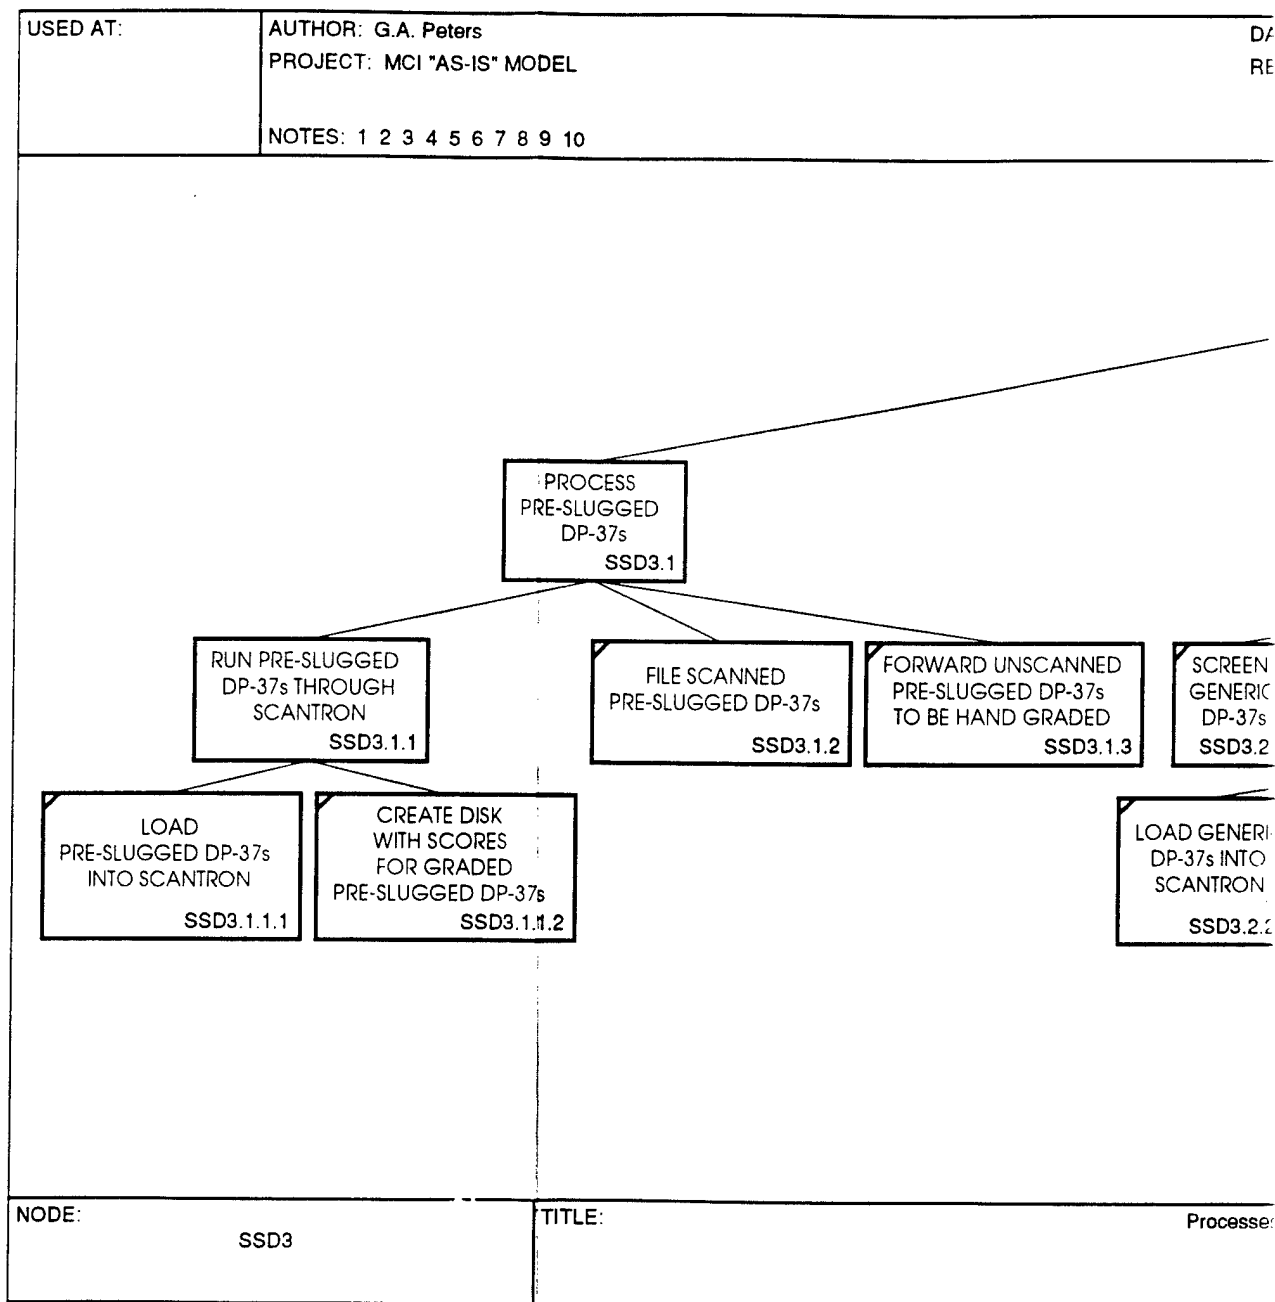 USED AT:
AUTHOR: G.A. Peters
PROJECT: MCI "AS-IS" MODEL
NOTES: 1 2 3 4 5 6 7 8 9 10
PROCESS
PRE-SLUGGED
DP-37s
SSD3.1
RUN PRE-SLUGGED
DP-37s THROUGH
SCANTRON
SSD3.1.1
FILE SCANNED
PRE-SLUGGED DP-37s
SSD3.1.2
FORWARD UNSCANNED
PRE-SLUGGED DP-37s
TO BE HAND GRADED
SSD3.1.3
SCREEN
DP-37s
SSD3.2
LOAD
PRE-SLUGGED DP-37s
INTO SCANTRON
SSD3.1.1.1
CREATE DISK
WITH SCORES
FOR GRADED
PRE-SLUGGED DP-37s
SSD3.1.1.2
LOAD
DP-37s INTO
SCANTRON
NODE:
SSD3
TITLE: